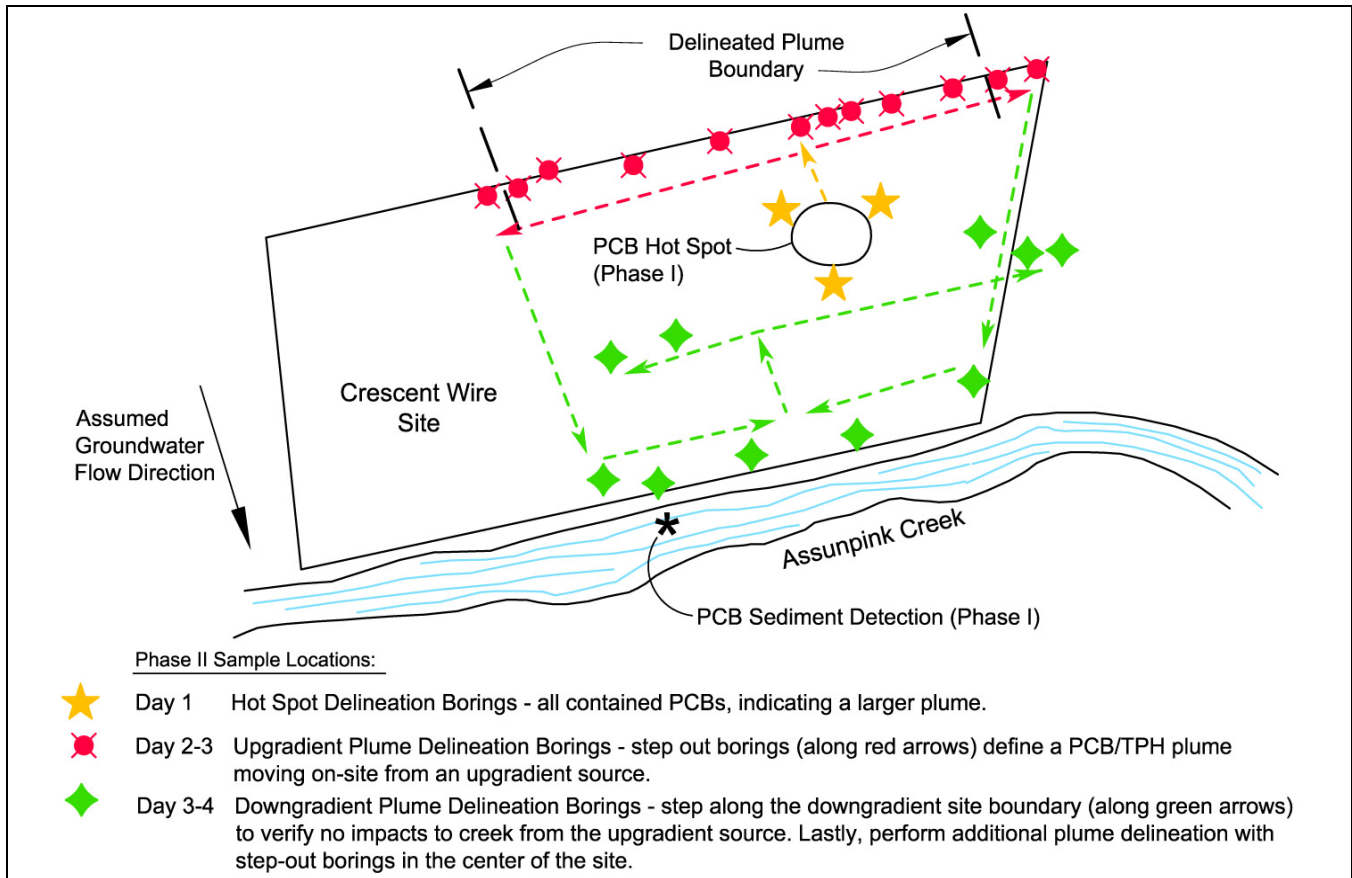 Delineated Plume
Boundary
PCB Hot Spot
(Phase I)
Crescent Wire
Site
Assumed
Groundwater
Flow Direction
*
Assunpink Creek
PCB Sediment Detection (Phase I)
Phase II Sample Locations:
Day 1 Hot Spot Delineation Borings - all contained PCBs, indicating a larger plume.
Day 2-3 Upgradient Plume Delineation Borings - step out borings (along red arrows) define a PCB/TPH plume
moving on-site from an upgradient source.
Day 3-4 Downgradient Plume Delineation Borings - step along the downgradient site boundary (along green arrows)
to verify no impacts to creek from the upgradient source. Lastly, perform additional plume delineation with
step-out borings in the center of the site.